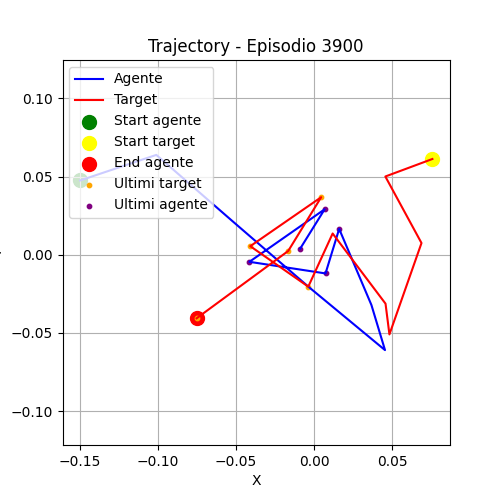 Trajectory - Episodio 3900
Agente
Target
Start agente
Start target
End agente
Ultimi target
Ultimi agente
0.10
0.05
0.00
−0.05
−0.10
−0.15
−0.10
−0.05
0.00
0.05
X